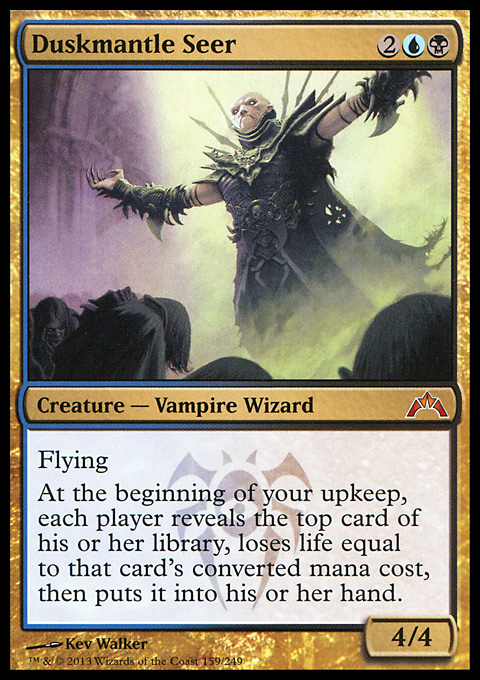 Duskmantle Seer 2
Creature — Vampire Wizard
Flying
At the beginning of your upkeep,
each player reveals the top card of
his or her library, loses life equal
to that card's converted mana cost,
then puts it into his or her hand.
4/4
Kev Walker
™ & © 2013 Wizards of the Coast 159/249